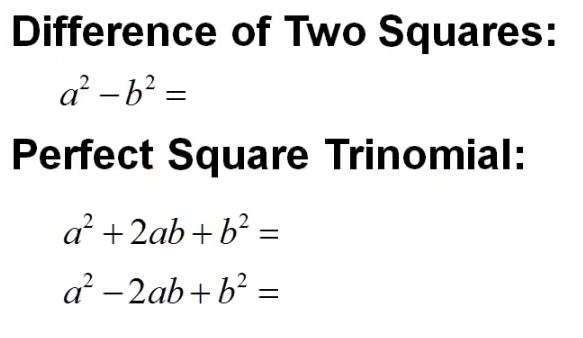 Difference of Two Squares:
a² − b² =
Perfect Square Trinomial:
a² + 2ab + b² =
a² − 2ab + b² =